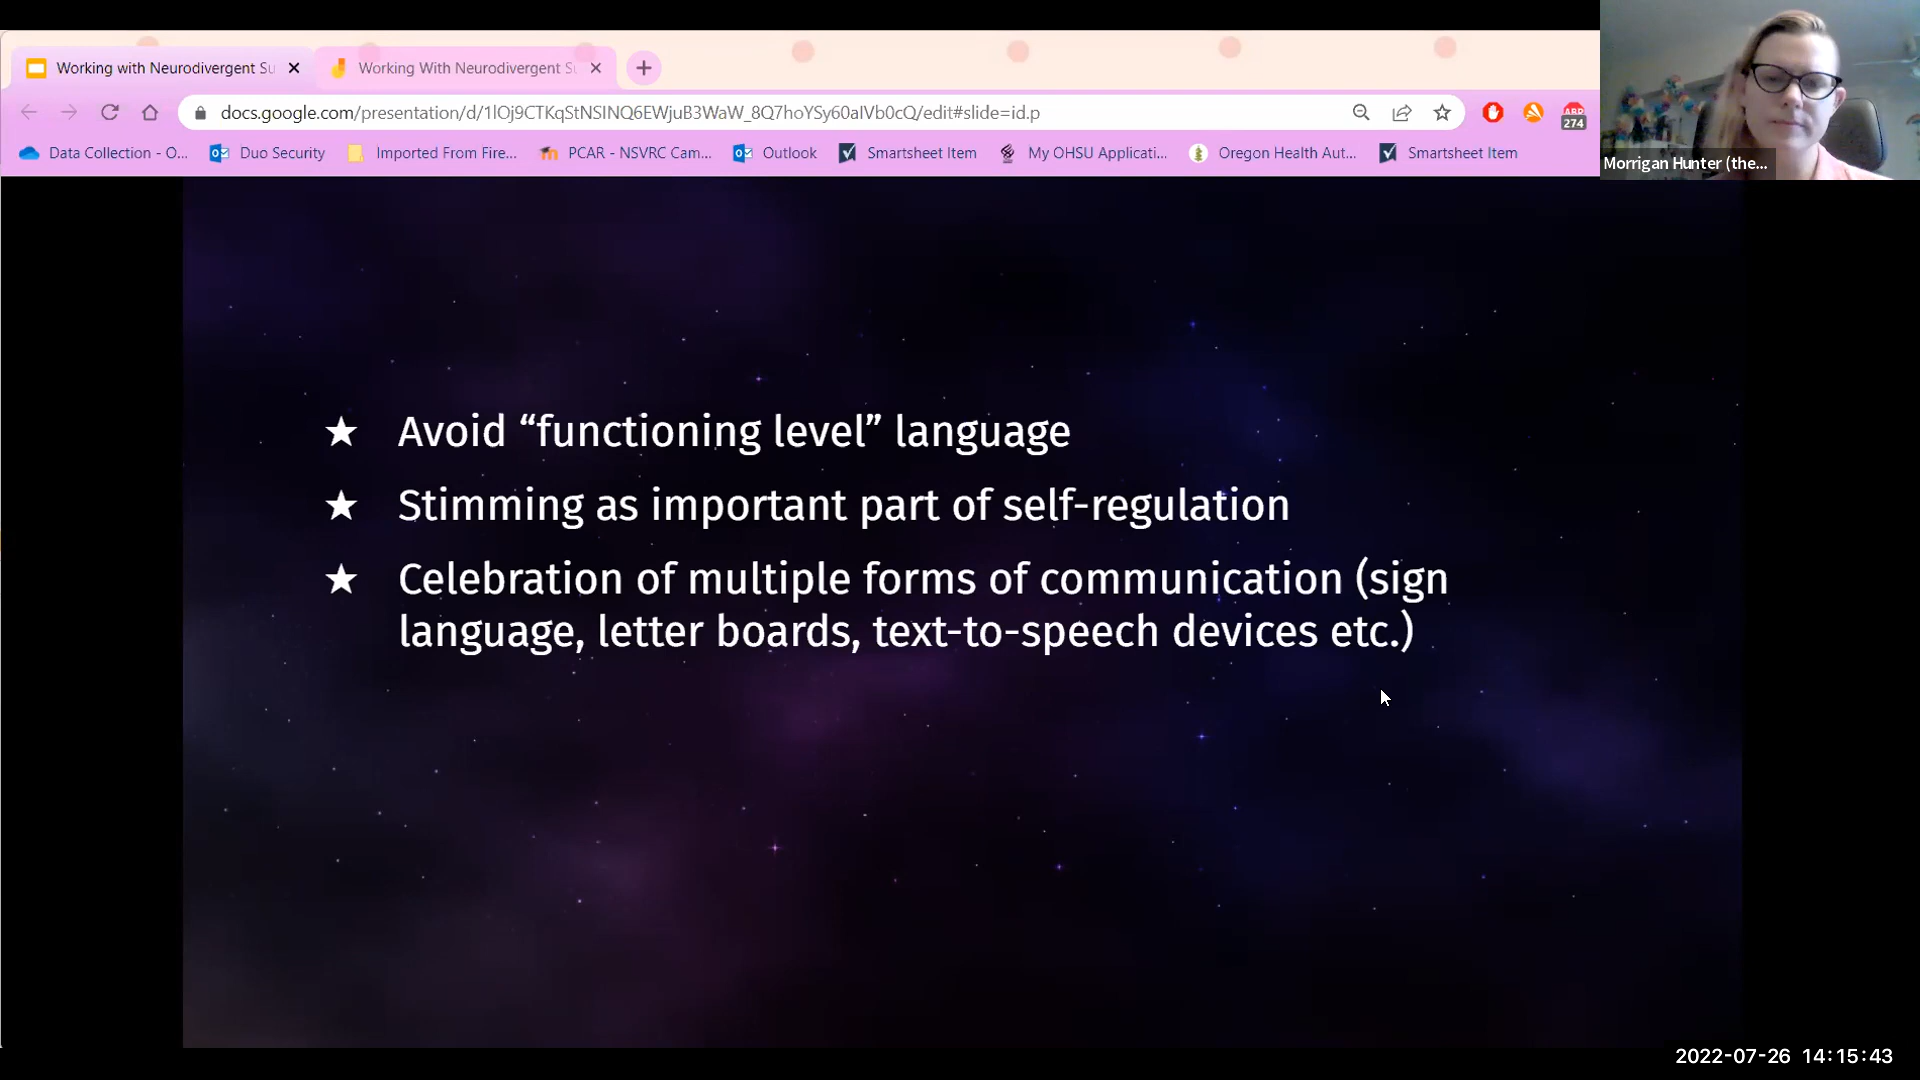 Working with Neurodivergent Su
Working With Neurodivergent Su
docs.google.com/presentation/d/1lOj9CTKqStNSINQ6EWjuB3WaW_8Q7hoYSy60aIVb0cQ/edit#slide=id.p
ABP
274
Data Collection - O...
Duo Security
Imported From Fire...
PCAR - NSVRC Cam...
Outlook
Smartsheet Item
My OHSU Applicati...
Oregon Health Aut...
Smartsheet Item
Morrigan Hunter (the...
★ Avoid “functioning level” language
★ Stimming as important part of self-regulation
★ Celebration of multiple forms of communication (sign
language, letter boards, text-to-speech devices etc.)
2022-07-26 14:15:43